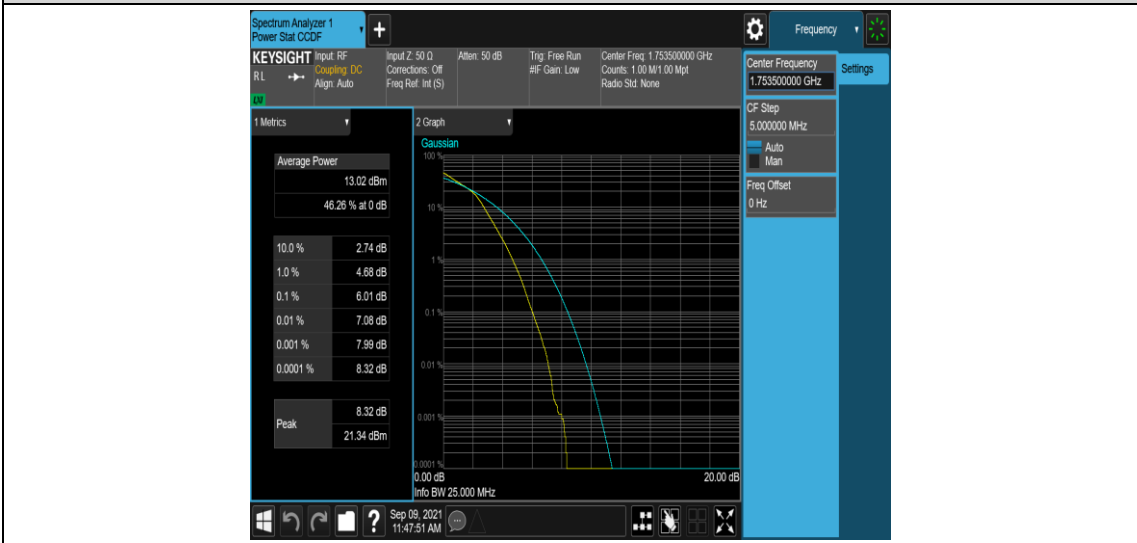 Spectrum Analyzer 1
Power Stat CCDF
+
Frequency
KEYSIGHT
RL
LXI
Input: RF
Coupling: DC
Align: Auto
Input Z: 50 Ω
Corrections: Off
Freq Ref: Int (S)
Atten: 50 dB
Trig: Free Run
#IF Gain: Low
Center Freq: 1.753500000 GHz
Counts: 1.00 M/1.00 Mpt
Radio Std: None
Center Frequency
1.753500000 GHz
Settings
CF Step
5.000000 MHz
Auto
Man
Freq Offset
0 Hz
1 Metrics
Average Power
13.02 dBm
46.26 % at 0 dB
10.0 % 2.74 dB
1.0 % 4.68 dB
0.1 % 6.01 dB
0.01 % 7.08 dB
0.001 % 7.99 dB
0.0001 % 8.32 dB
Peak
8.32 dB
21.34 dBm
2 Graph
Gaussian
100 %
10 %
1 %
0.1 %
0.01 %
0.001 %
0.0001 %
0.00 dB 20.00 dB
Info BW 25.000 MHz
?
Sep 09, 2021
11:47:51 AM